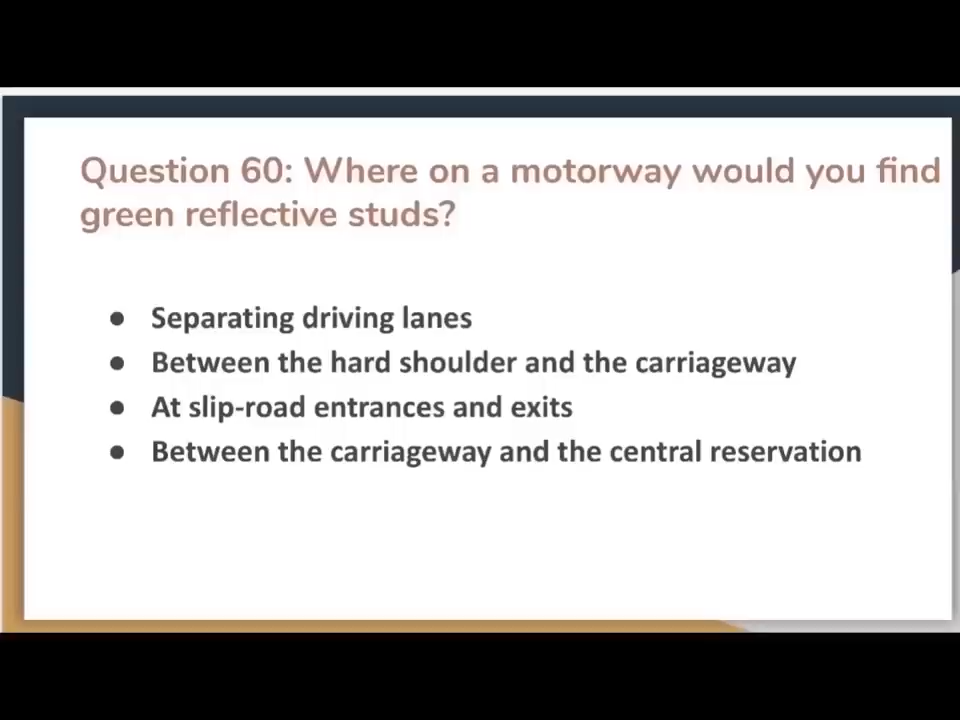 Question 60: Where on a motorway would you find
green reflective studs?
● Separating driving lanes
● Between the hard shoulder and the carriageway
● At slip-road entrances and exits
● Between the carriageway and the central reservation